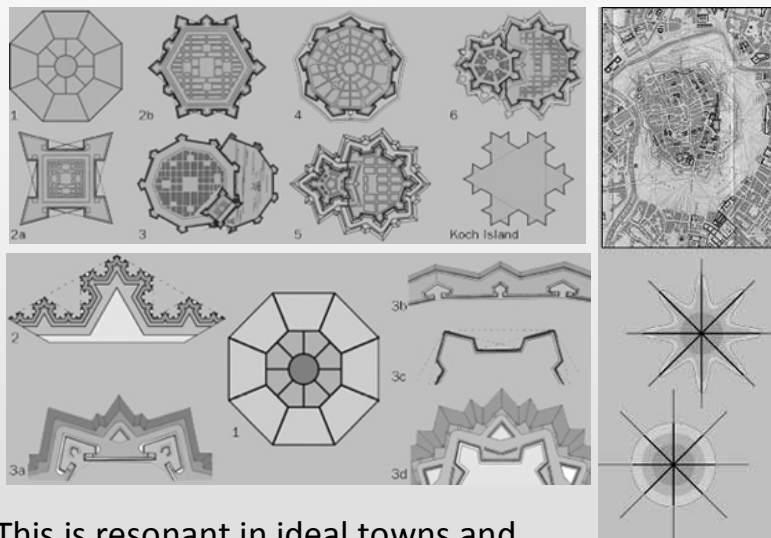 1
2b
4
6
2a
3
5
Koch Island
2
3b
3c
1
3a
3d
This is resonant in ideal towns and